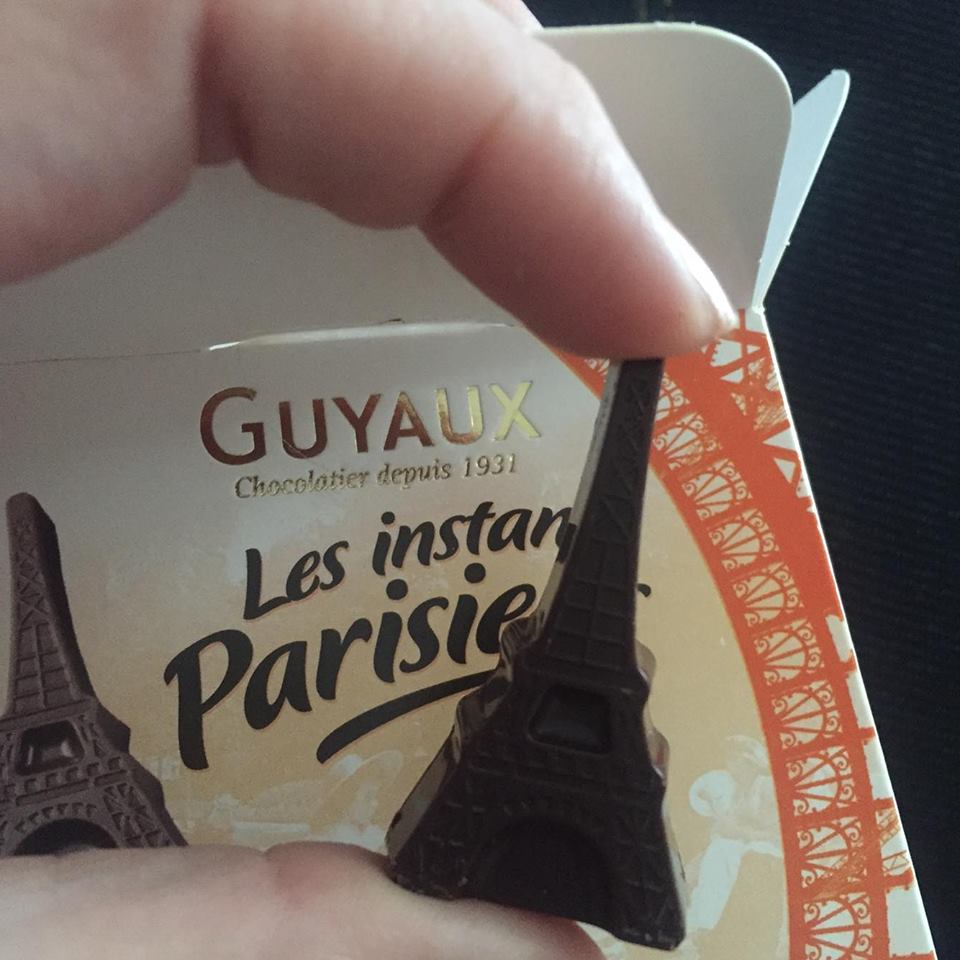 GUYAUX
Chocolatier depuis 1931
Les instan
Parisie